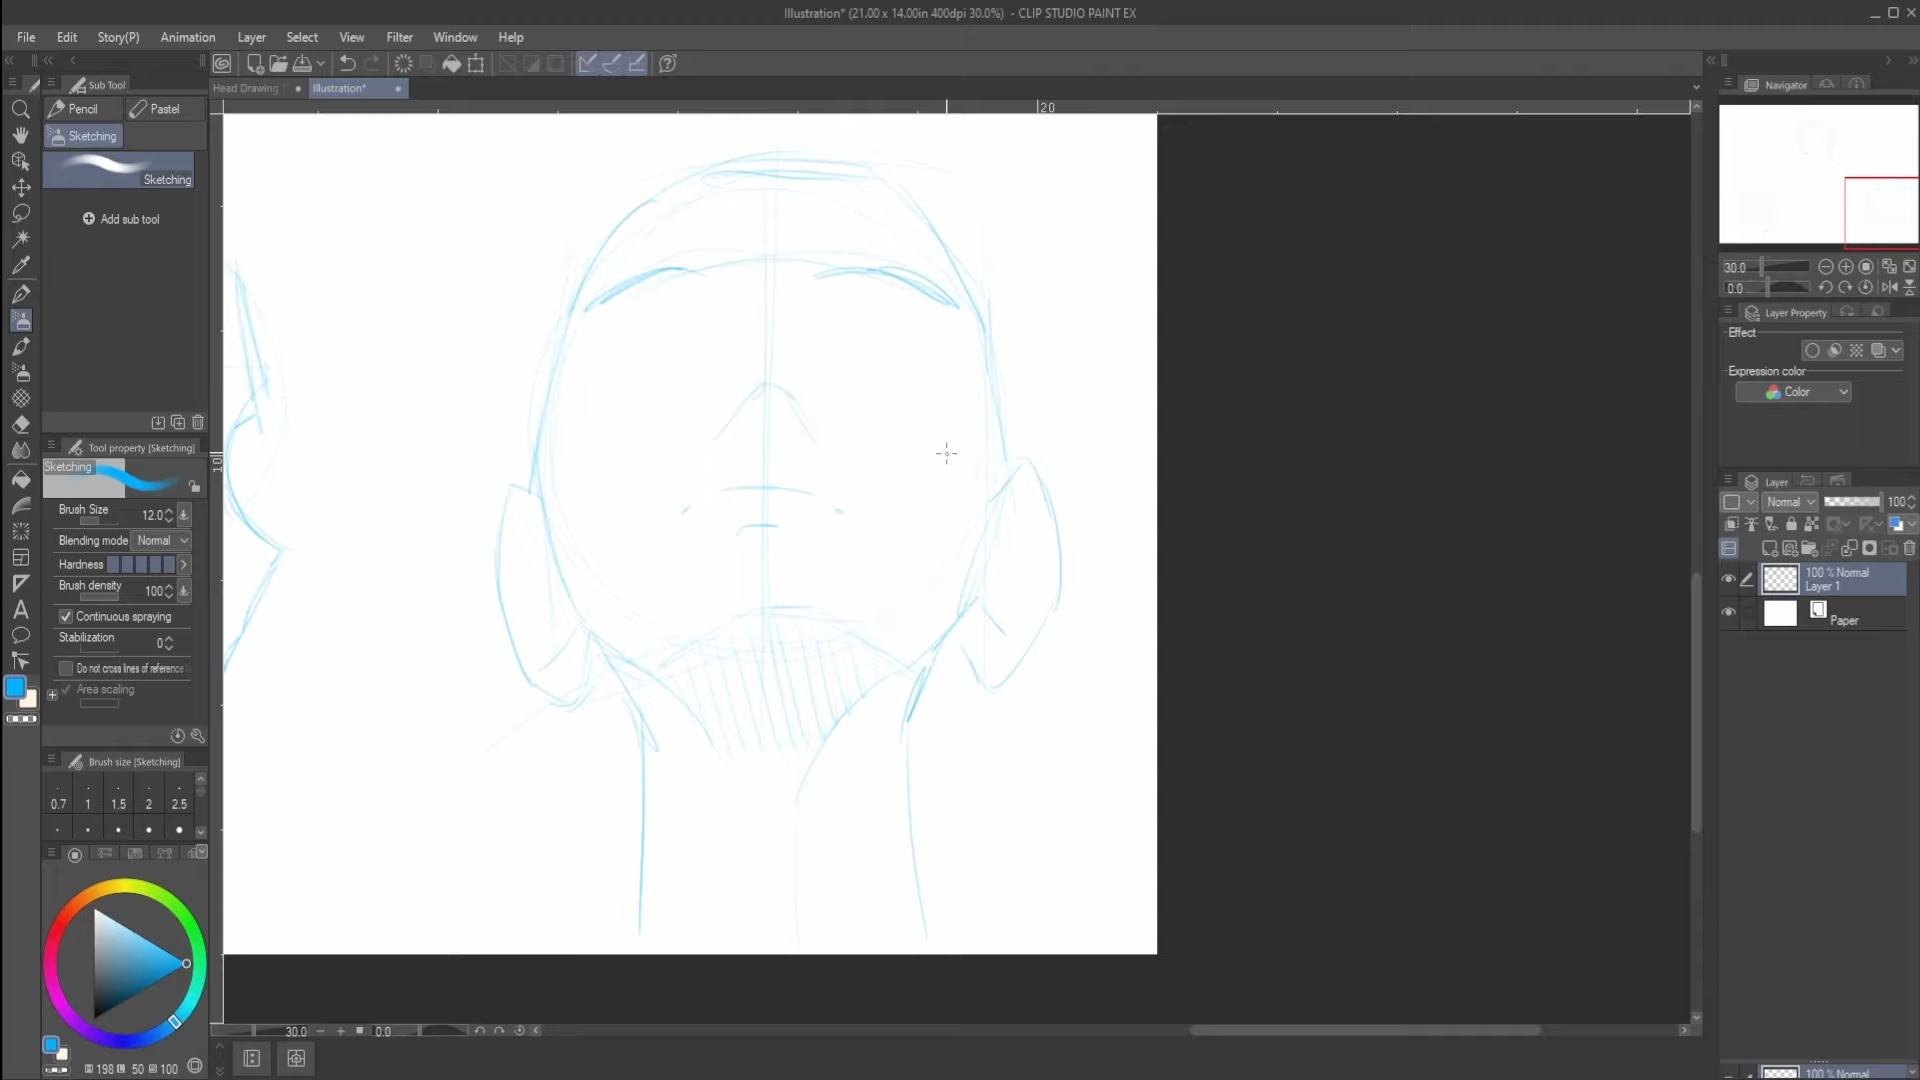 Illustration* (21.00 x 14.00in 400dpi 30.0%) - CLIP STUDIO PAINT EX
File Edit Story(P) Animation Layer Select View Filter Window Help
Sub Tool
Head Drawing
Illustration*
Pencil
Pastel
Sketching
Sketching
Add sub tool
Tool property [Sketching]
Sketching
Brush Size 12.0
Blending mode Normal
Hardness
Brush density 100
Continuous spraying
Stabilization 0
Do not cross lines of reference
Area scaling
Brush size [Sketching]
0.7 1 1.5 2 2.5
H 198 L 50 S 100
20
10
30.0
0.0
Navigator
30.0
0.0
Layer Property
Effect
Expression color
Color
Layer
Normal 100
100 % Normal
Layer 1
Paper
100 % Normal